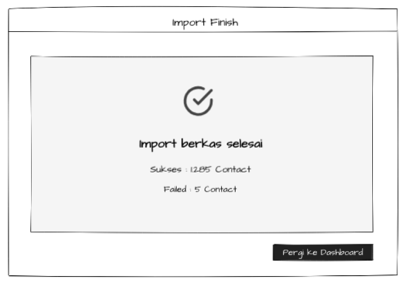 Import Finish
Import berkas selesai
Sukses : 1285 Contact
Failed : 5 Contact
Pergi ke Dashboard